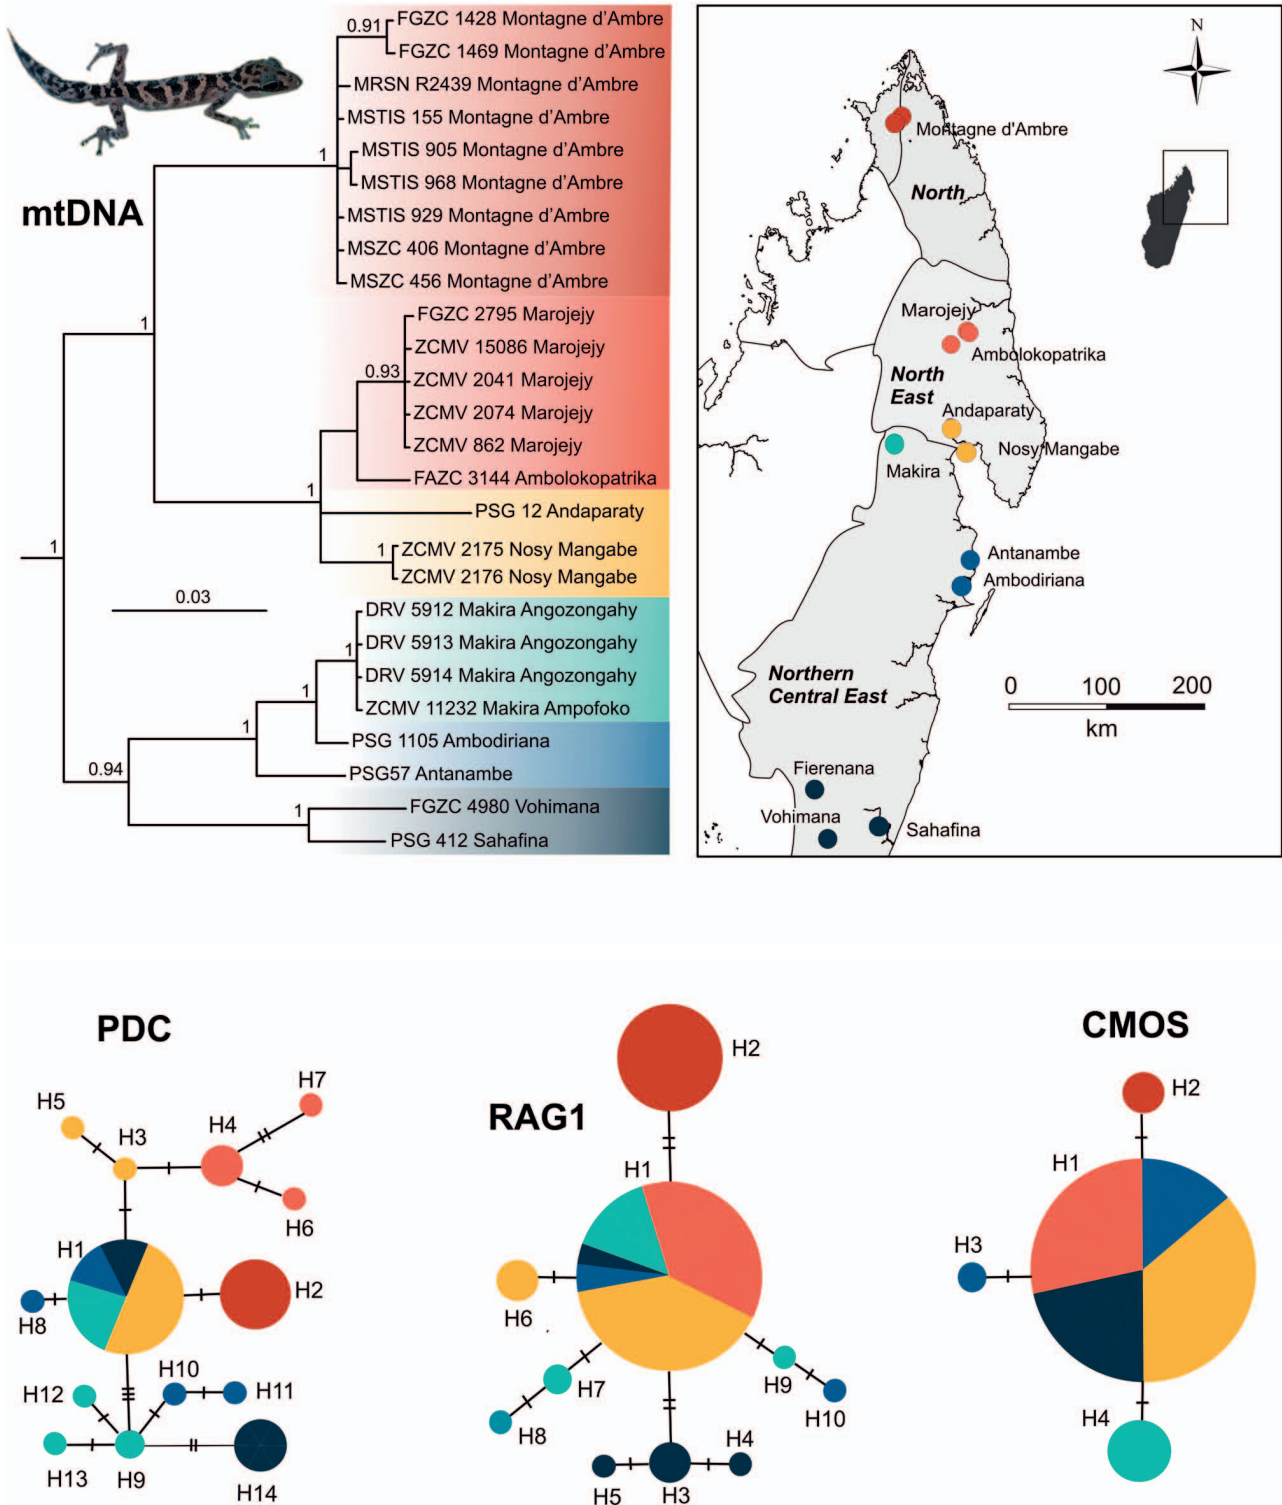 mtDNA
0.91
FGZC 1428 Montagne d'Ambre
FGZC 1469 Montagne d'Ambre
MRSN R2439 Montagne d'Ambre
MSTIS 155 Montagne d'Ambre
1
MSTIS 905 Montagne d'Ambre
MSTIS 968 Montagne d'Ambre
MSTIS 929 Montagne d'Ambre
MSZC 406 Montagne d'Ambre
MSZC 456 Montagne d'Ambre
1
FGZC 2795 Marojejy
ZCMV 15086 Marojejy
0.93
ZCMV 2041 Marojejy
ZCMV 2074 Marojejy
ZCMV 862 Marojejy
FAZC 3144 Ambolokopatrika
1
PSG 12 Andaparaty
1
ZCMV 2175 Nosy Mangabe
ZCMV 2176 Nosy Mangabe
1
0.03
DRV 5912 Makira Angozongahy
DRV 5913 Makira Angozongahy
1
DRV 5914 Makira Angozongahy
1
ZCMV 11232 Makira Ampofoko
1
PSG 1105 Ambodiriana
0.94
PSG57 Antanambe
1
FGZC 4980 Vohimana
PSG 412 Sahafina
N
Montagne d'Ambre
North
Marojejy
Ambolokopatrika
North
East
Andaparaty
Nosy Mangabe
Makira
Antanambe
Ambodiriana
Northern
Central East
0 100 200
km
Fierenana
Vohimana
Sahafina
PDC
H7
H5
H4
H3
H6
H1
H2
H8
H10
H11
H12
H13
H9
H14
RAG1
H2
H1
H6
H7
H9
H8
H10
H4
H5
H3
CMOS
H2
H1
H3
H4